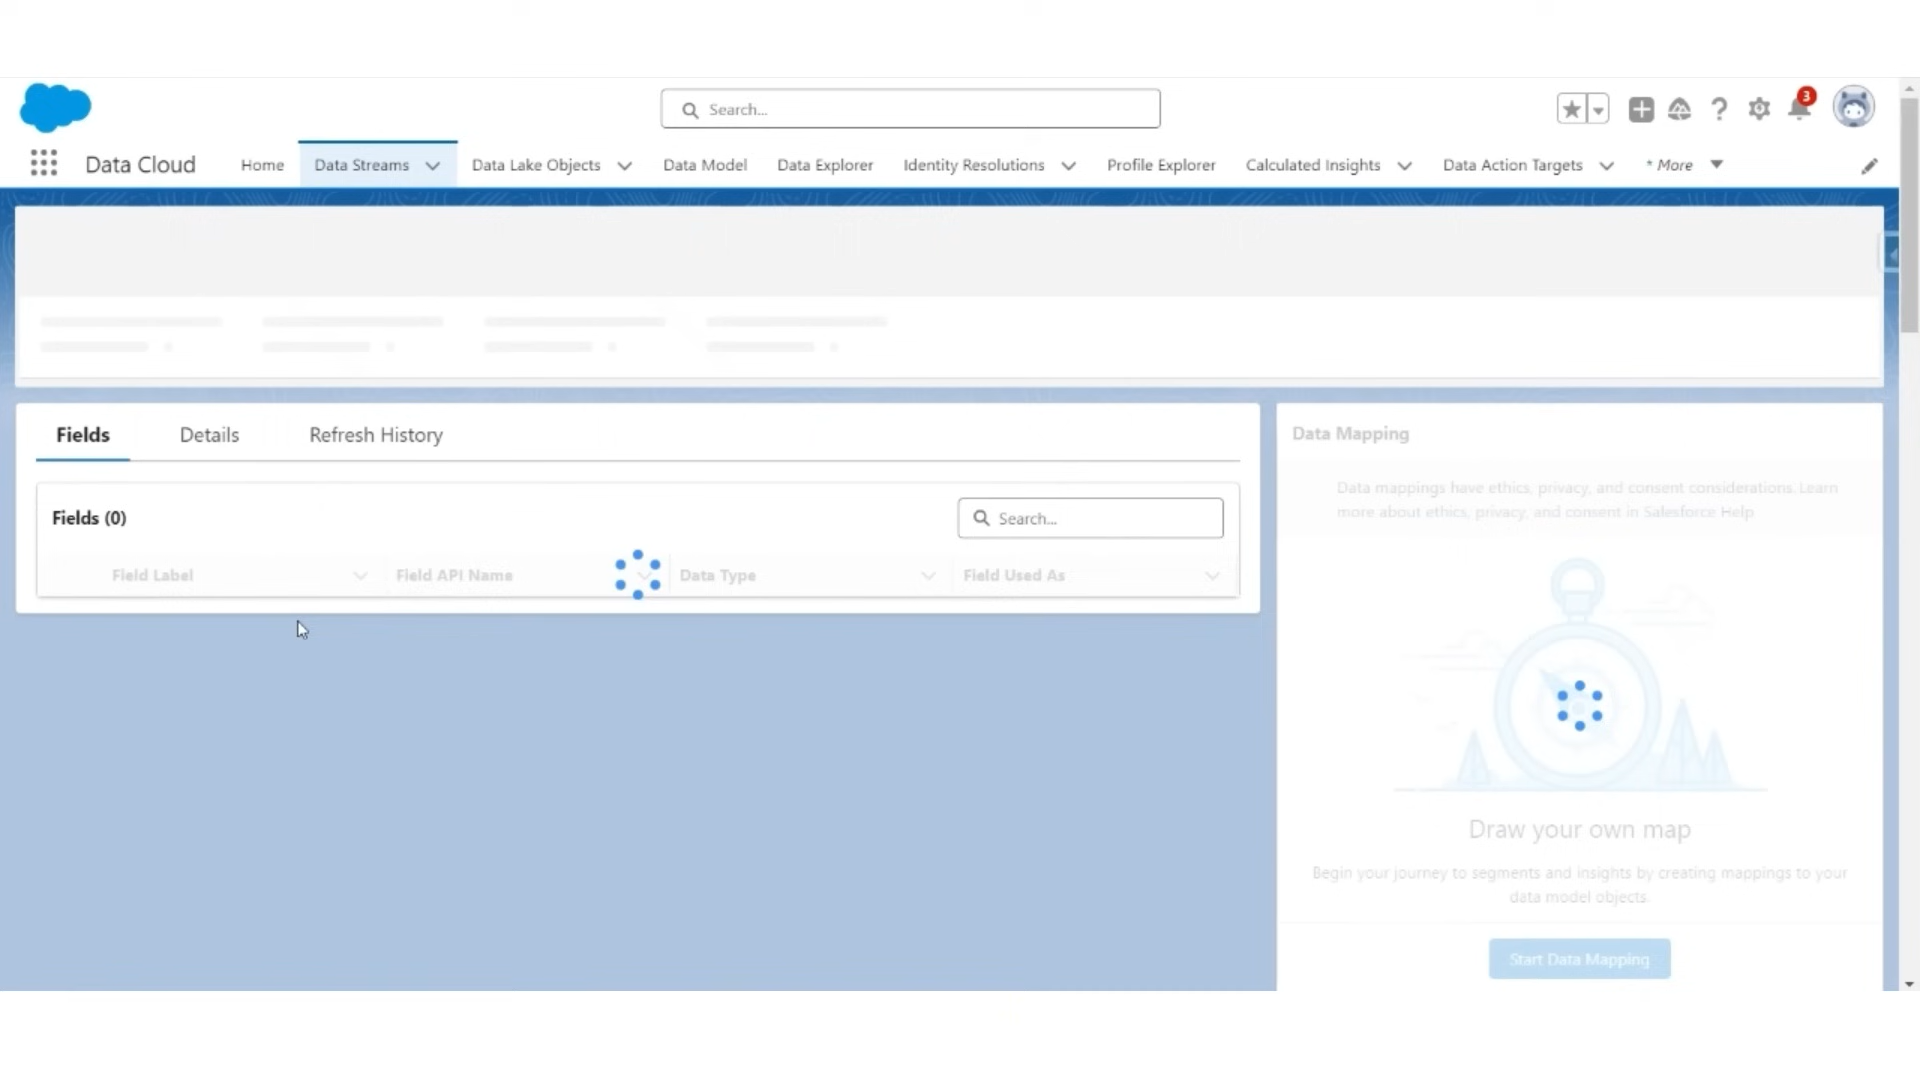 Search...
3
Data Cloud
Home
Data Streams
Data Lake Objects
Data Model
Data Explorer
Identity Resolutions
Profile Explorer
Calculated Insights
Data Action Targets
* More
Fields
Details
Refresh History
Fields (0)
Search...
Field Label
Field API Name
Data Type
Field Used As
Data Mapping
Data mappings have ethics, privacy, and consent considerations. Learn
more about ethics, privacy, and consent in Salesforce Help
Draw your own map
Begin your journey to segments and insights by creating mappings to your
data model objects.
Start Data Mapping